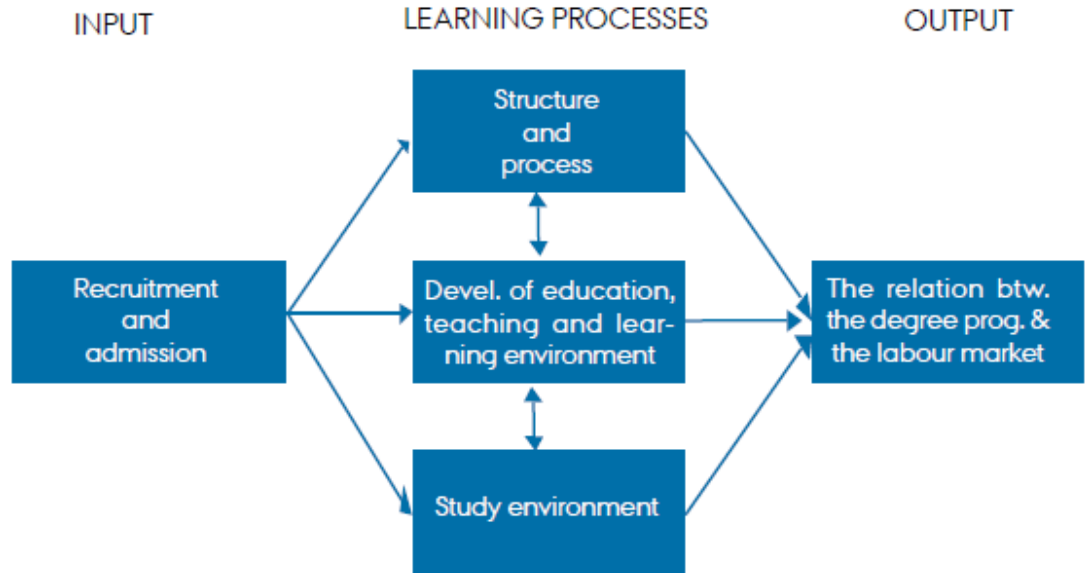 INPUT
LEARNING PROCESSES
OUTPUT
Structure
and
process
Recruitment
and
admission
Devel. of education,
teaching and lear-
ning environment
The relation btw.
the degree prog. &
the labour market
Study environment